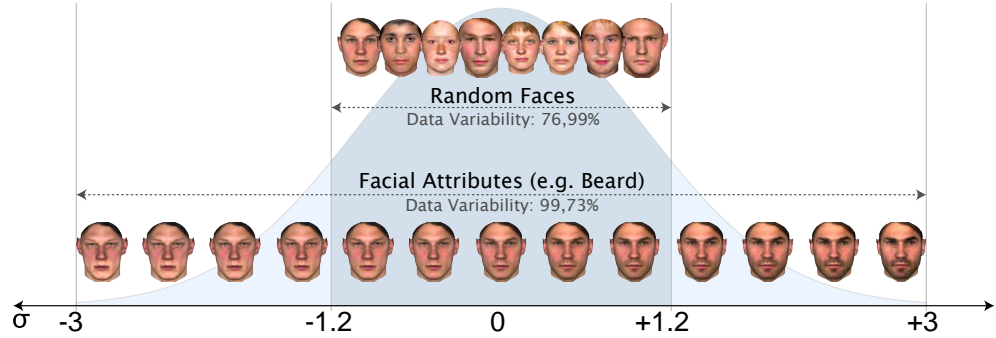 Random Faces
Data Variability: 76,99%
Facial Attributes (e.g. Beard)
Data Variability: 99,73%
σ -3 -1.2 0 +1.2 +3